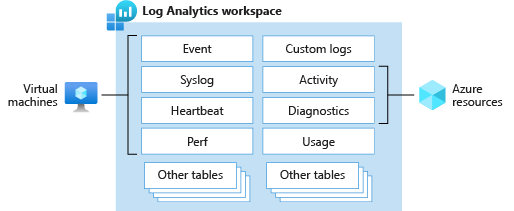 Log Analytics workspace
Event
Custom logs
Syslog
Activity
Virtual
machines
Azure
resources
Heartbeat
Diagnostics
Perf
Usage
Other tables
Other tables